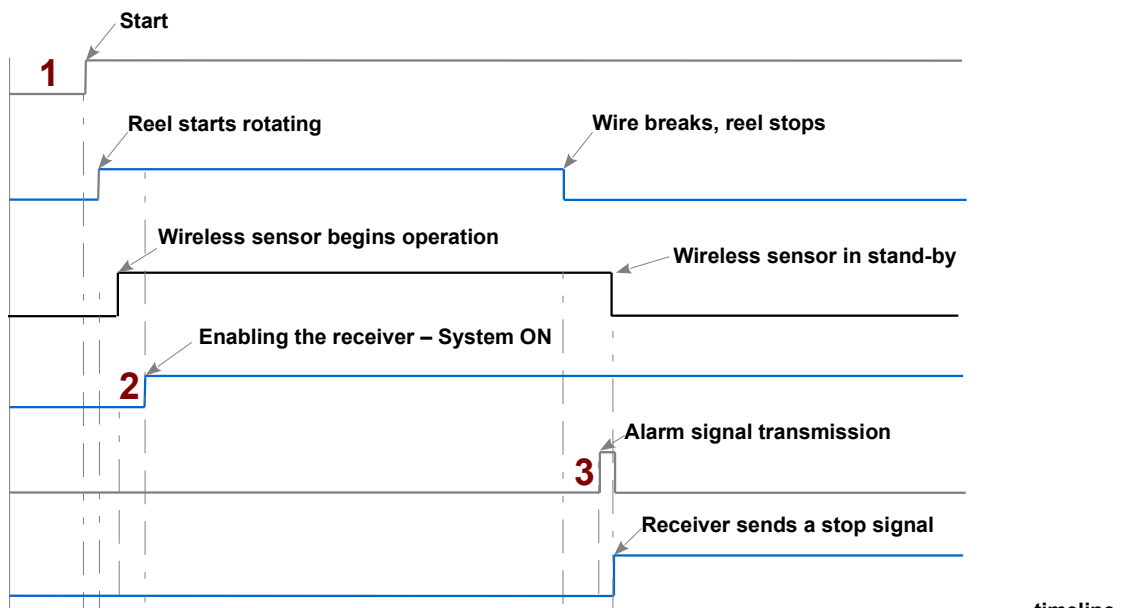 Start
1
Reel starts rotating
Wire breaks, reel stops
Wireless sensor begins operation
Wireless sensor in stand-by
Enabling the receiver – System ON
2
Alarm signal transmission
3
Receiver sends a stop signal
timeline